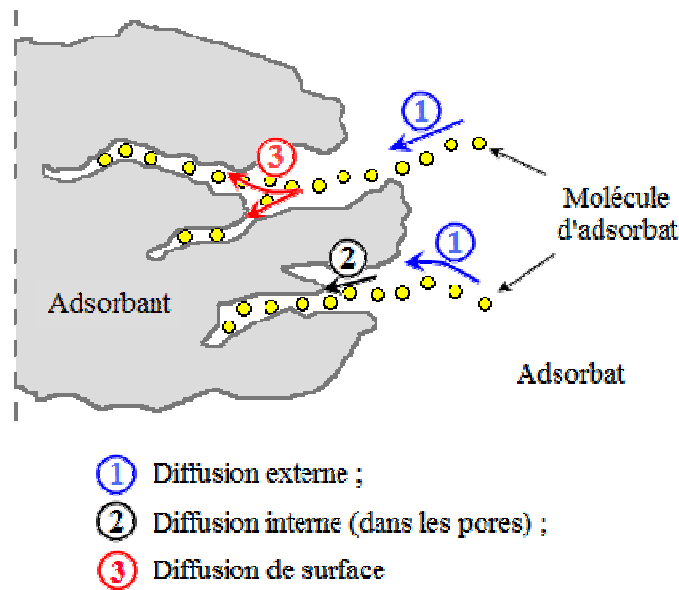 1
3
Molécule
d'adsorbat
1
2
Adsorbant
Adsorbat
1 Diffusion externe ;
2 Diffusion interne (dans les pores) ;
3 Diffusion de surface